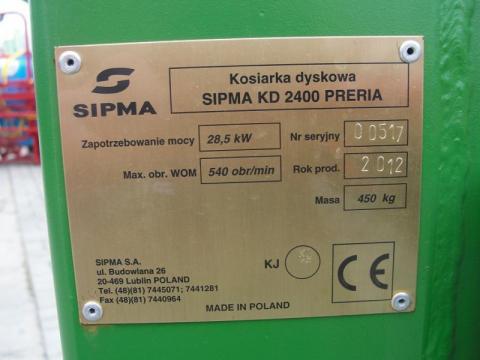 SIPMA
Kosiarka dyskowa
SIPMA KD 2400 PRERIA
Zapotrzebowanie mocy 28,5 kW Nr seryjny 00517
Max. obr. WOM 540 obr/min Rok prod. 2012
Masa 450 kg
SIPMA S.A.
ul. Budowlana 26
20-469 Lublin POLAND
Tel. (48)(81) 7445071; 7441281
Fax (48)(81) 7440964
KJ CE
MADE IN POLAND